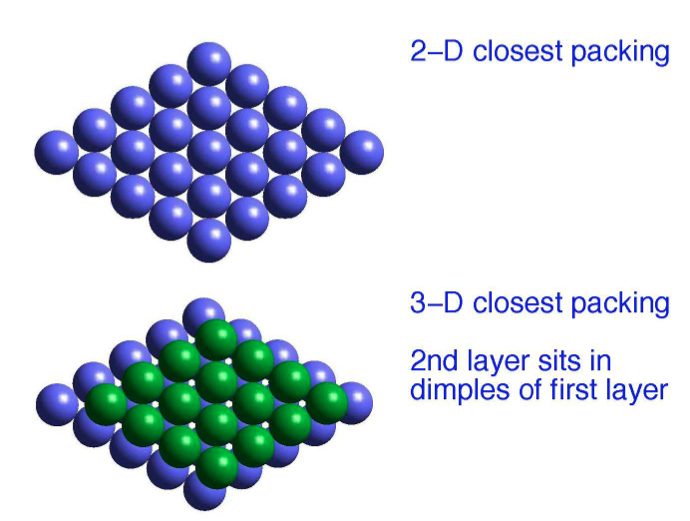 2–D closest packing
3–D closest packing
2nd layer sits in
dimples of first layer